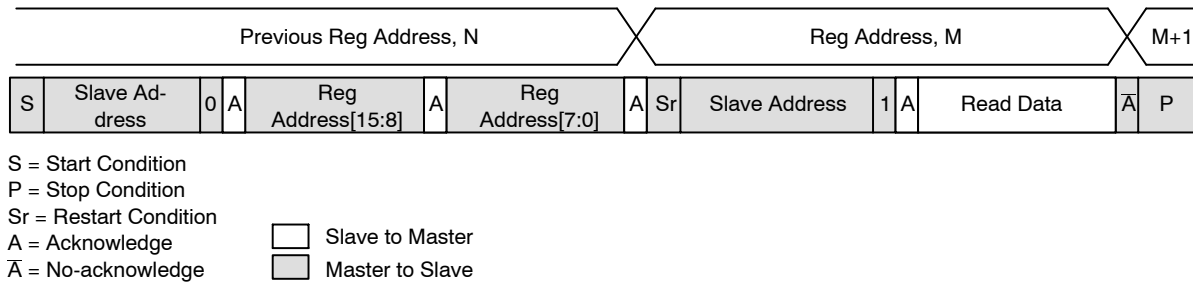 Previous Reg Address, N Reg Address, M M+1
S Slave Ad-
dress 0 A Reg
Address[15:8] A Reg
Address[7:0] A Sr Slave Address 1 A Read Data A̅ P
S = Start Condition
P = Stop Condition
Sr = Restart Condition
A = Acknowledge
A̅ = No-acknowledge
Slave to Master
Master to Slave